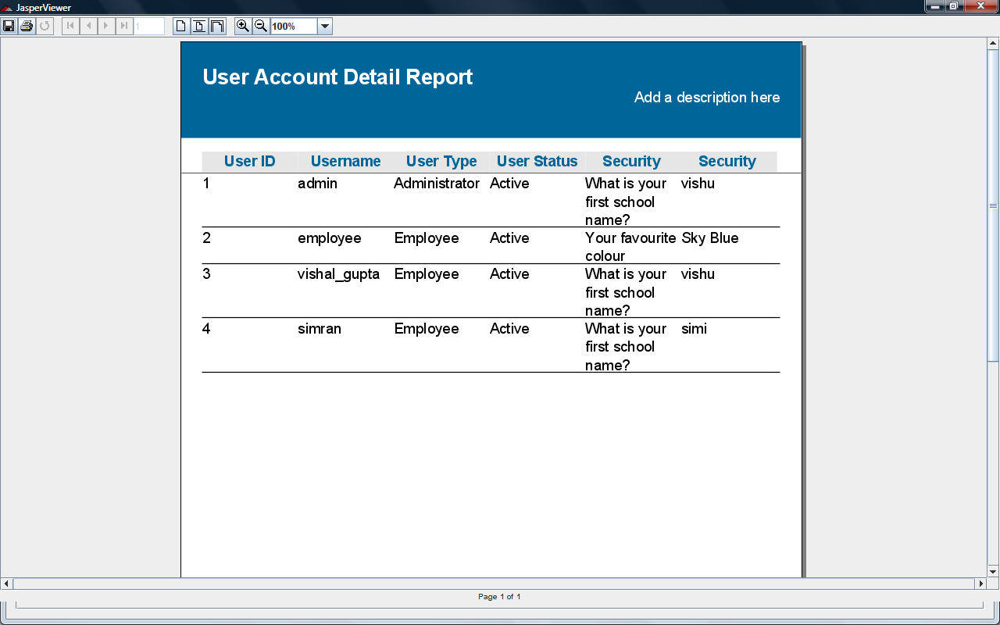 JasperViewer
1
100%
User Account Detail Report
Add a description here
User ID Username User Type User Status Security Security
1 admin Administrator Active What is your vishu
first school
name?
2 employee Employee Active Your favourite Sky Blue
colour
3 vishal_gupta Employee Active What is your vishu
first school
name?
4 simran Employee Active What is your simi
first school
name?
Page 1 of 1